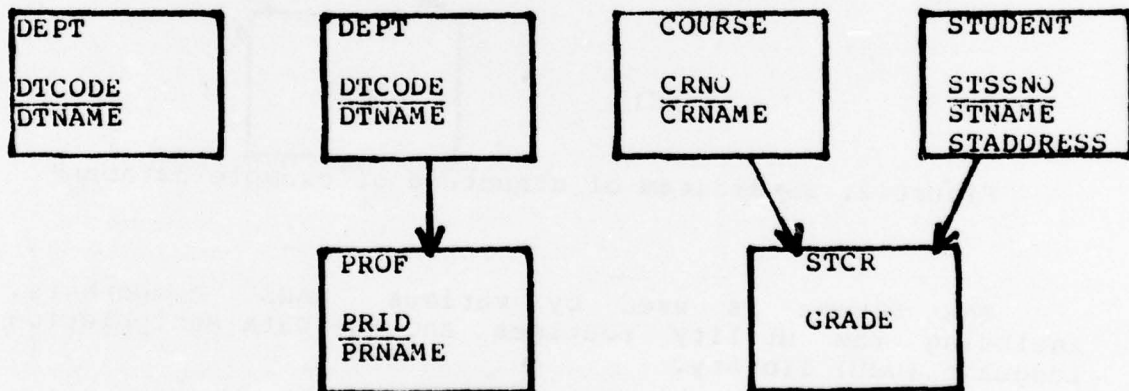 DEPT
DTCODE
DTNAME
DEPT
DTCODE
DTNAME
COURSE
CRNO
CRNAME
STUDENT
STSSNO
STNAME
STADDRESS
PROF
PRID
PRNAME
STCR
GRADE